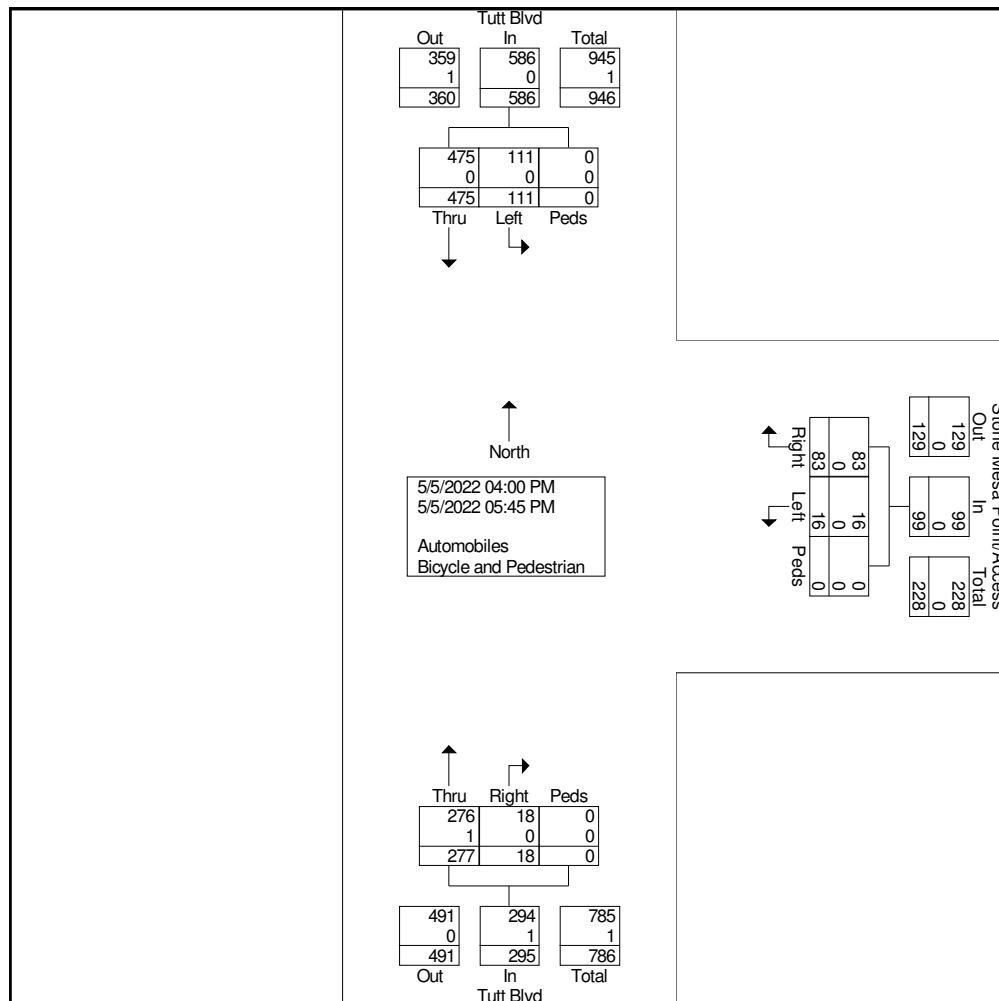 Tutt Blvd
Out In Total
359 586 945
1 0 1
360 586 946
475 111 0
0 0 0
475 111 0
Thru Left Peds
North
5/5/2022 04:00 PM
5/5/2022 05:45 PM
Automobiles
Bicycle and Pedestrian
Stone Mesa Point/Access
Out In Total
129 99 228
0 0 0
129 99 228
83 16 0
0 0 0
83 16 0
Right Left Peds
Thru Right Peds
276 18 0
1 0 0
277 18 0
491 294 785
0 1 1
491 295 786
Out In Total
Tutt Blvd